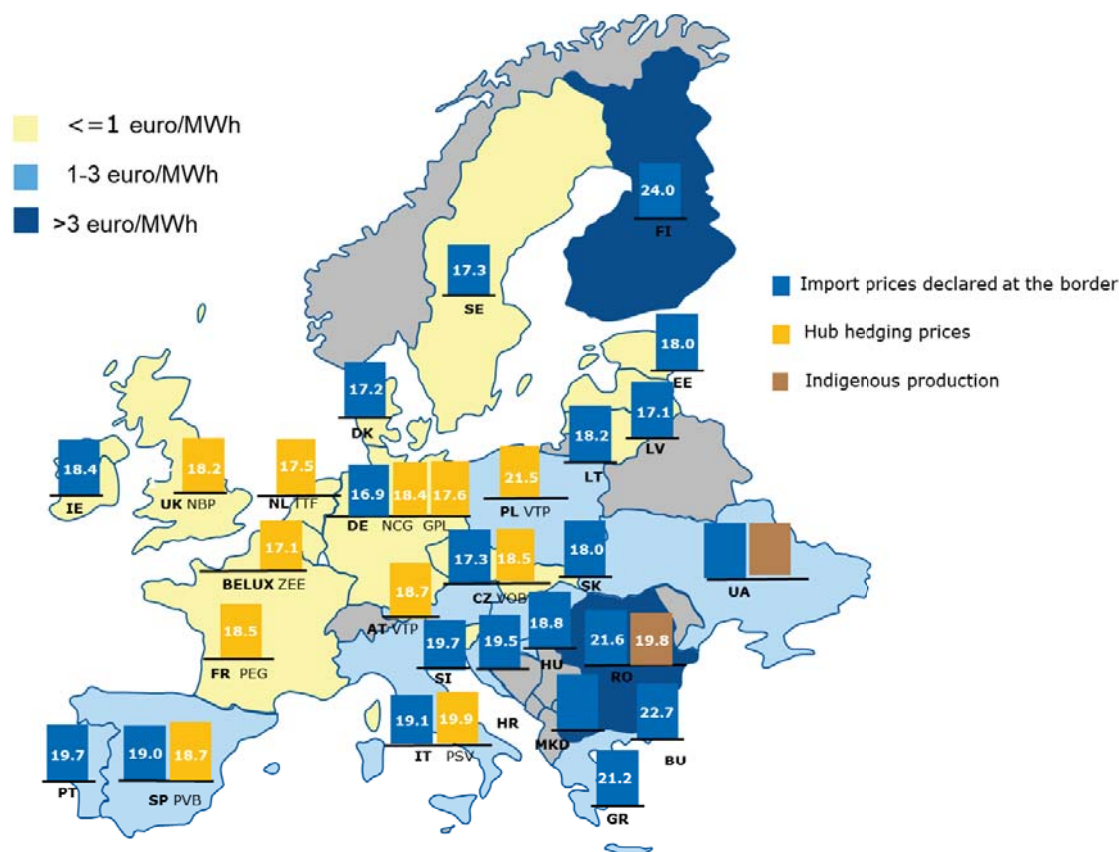 <=1 euro/MWh
1-3 euro/MWh
>3 euro/MWh
24.0
FI
Import prices declared at the border
Hub hedging prices
Indigenous production
17.3
SE
18.0
EE
17.2
DK
17.1
LV
18.2
LT
18.4
IE
18.2
UK NBP
17.5
NL TTF
16.9 18.4 17.6
DE NCG GPL
21.5
PL VTP
17.1
BELUX ZEE
17.3 18.5
CZ VOB
18.0
SK
UA
18.7
AT VTP
18.5
FR PEG
19.7
SI
19.5
HR
18.8
HU
21.6 19.8
RO
19.1 19.9
IT PSV
MKD
22.7
BU
19.7
PT
19.0 18.7
SP PVB
21.2
GR